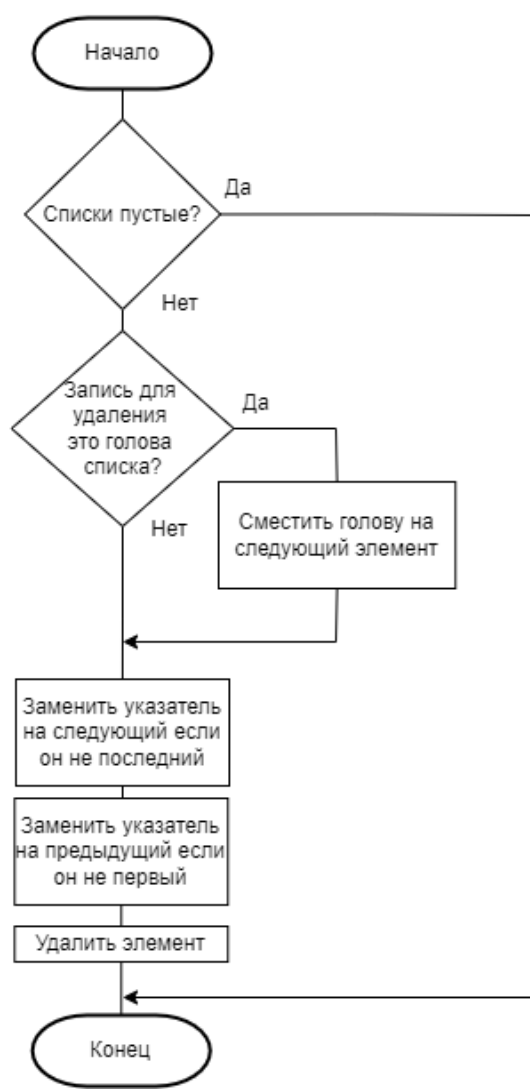 Начало
Да
Списки пустые?
Нет
Запись для
удаления
это голова
списка?
Да
Нет
Сместить голову на
следующий элемент
Заменить указатель
на следующий если
он не последний
Заменить указатель
на предыдущий если
он не первый
Удалить элемент
Конец